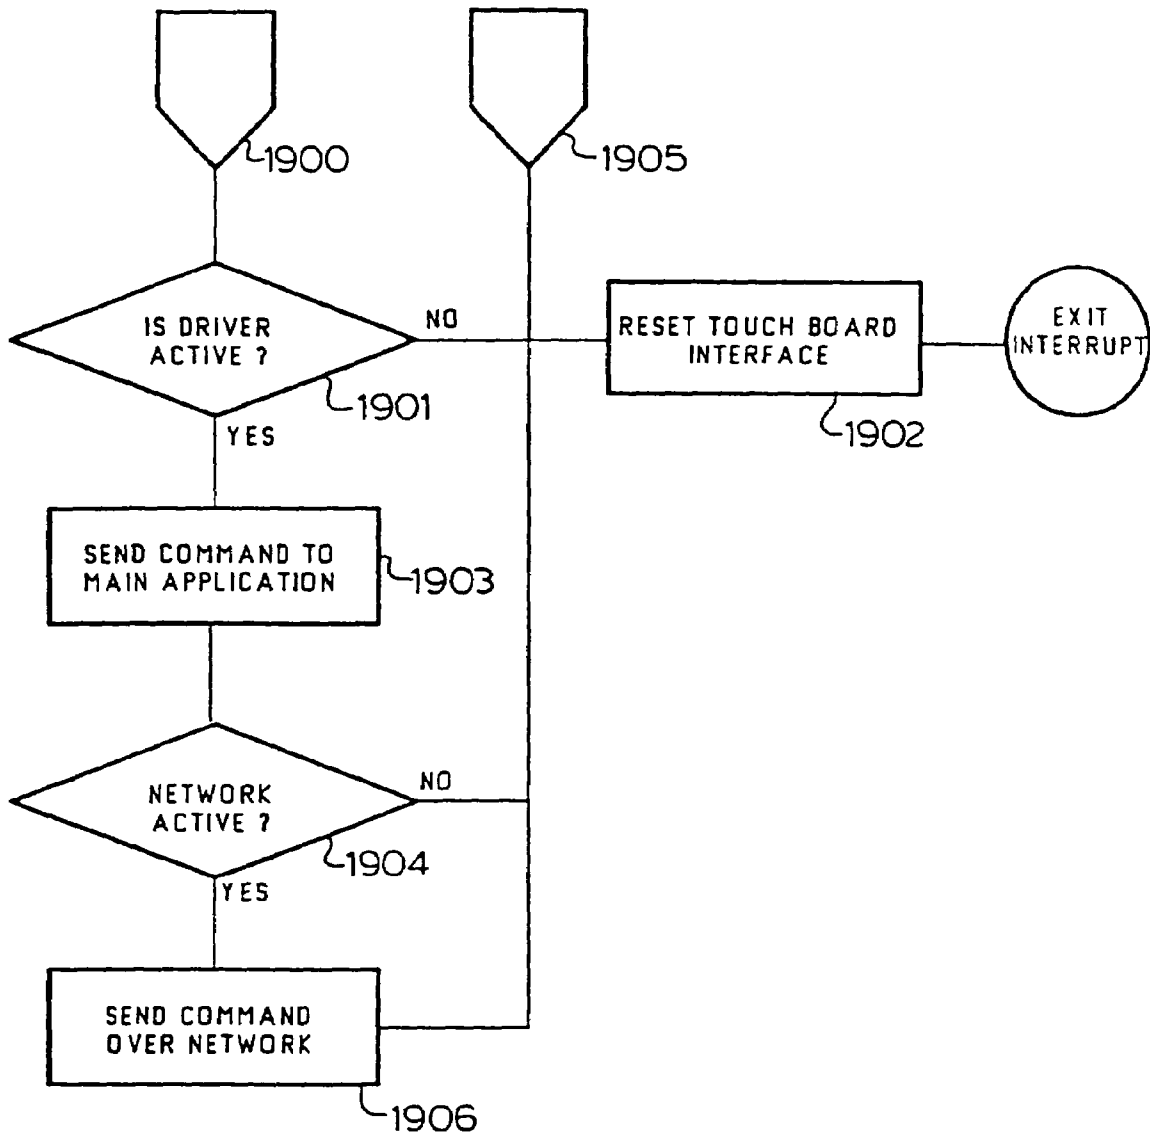 1900
1905
IS DRIVER
ACTIVE ?
NO
1901
YES
RESET TOUCH BOARD
INTERFACE
1902
EXIT
INTERRUPT
SEND COMMAND TO
MAIN APPLICATION
1903
NETWORK
ACTIVE ?
NO
1904
YES
SEND COMMAND
OVER NETWORK
1906